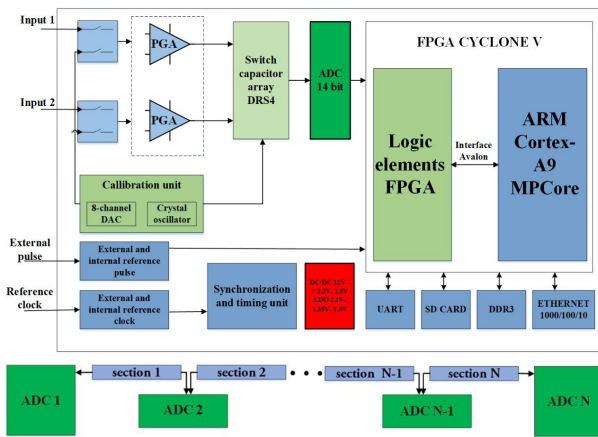 Input 1
PGA
Switch
capacitor
array
DRS4
ADC
14 bit
FPGA CYCLONE V
Input 2
PGA
Logic
elements
FPGA
Interface
Avalon
ARM
Cortex-
A9
MPCore
Callibration unit
8-channel
DAC
Crystal
oscillator
External
pulse
External and
internal reference
pulse
Reference
clock
External and
internal reference
clock
Synchronization
and timing unit
DC/DC 12V
> 3.3V, 2.5V
LDO 1.1V,
1.35V, 1.5V
UART
SD CARD
DDR3
ETHERNET
1000/100/10
ADC 1
section 1
ADC 2
section 2
section N-1
ADC N-1
section N
ADC N